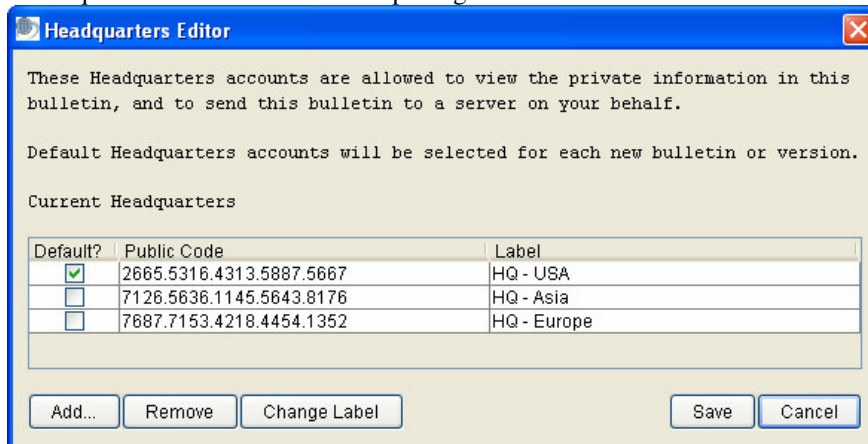 Headquarters Editor
These Headquarters accounts are allowed to view the private information in this
bulletin, and to send this bulletin to a server on your behalf.
Default Headquarters accounts will be selected for each new bulletin or version.
Current Headquarters
Default? Public Code Label
2665.5316.4313.5887.5667 HQ - USA
7126.5636.1145.5643.8176 HQ - Asia
7687.7153.4218.4454.1352 HQ - Europe
Add... Remove Change Label Save Cancel